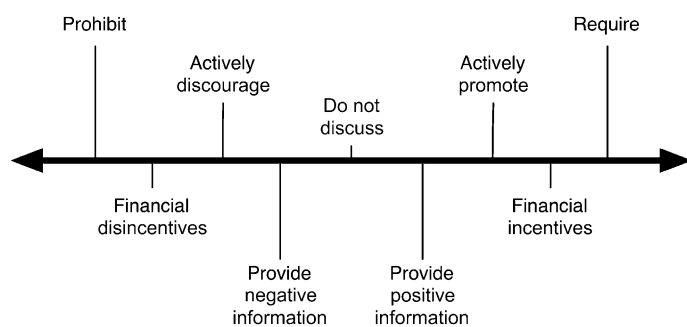 Prohibit
Require
Actively
discourage
Actively
promote
Do not
discuss
Financial
disincentives
Financial
incentives
Provide
negative
information
Provide
positive
information